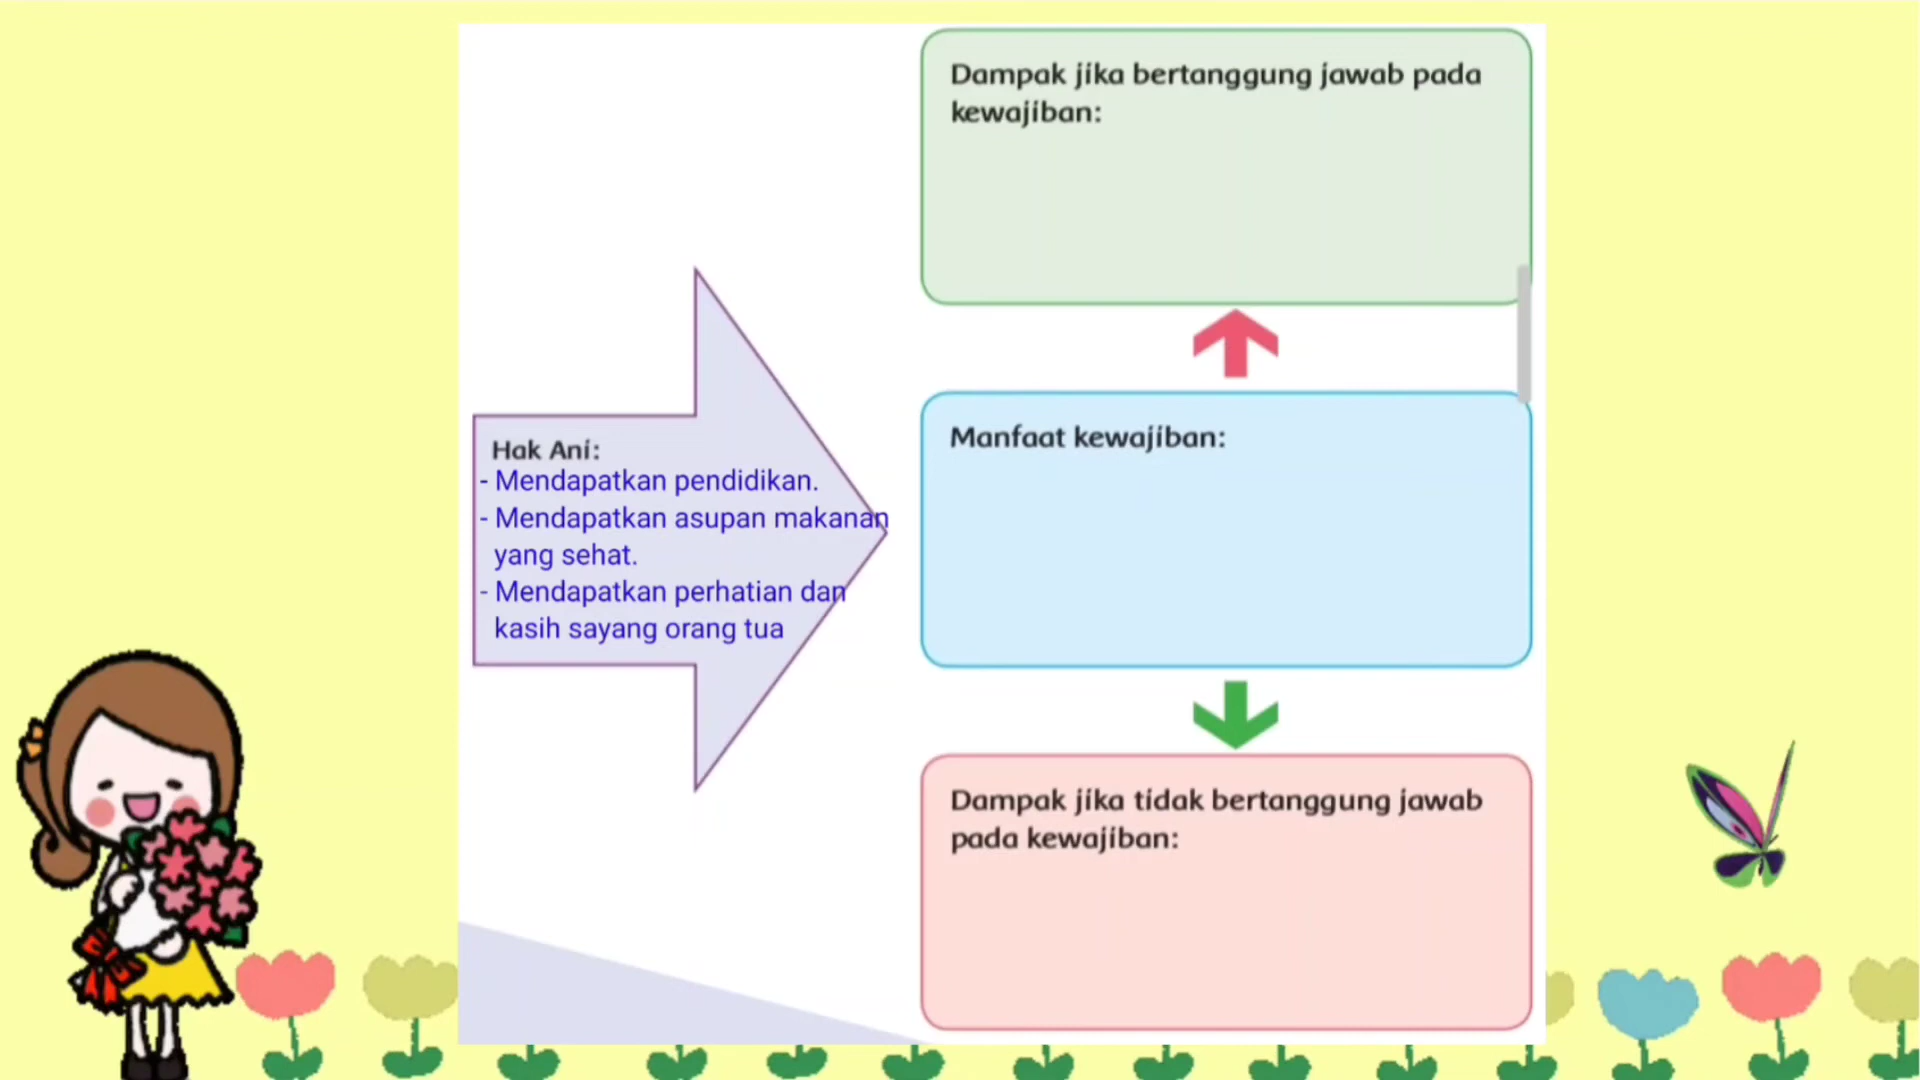 Dampak jika bertanggung jawab pada
kewajiban:
Hak Ani:
- Mendapatkan pendidikan.
- Mendapatkan asupan makanan
yang sehat.
- Mendapatkan perhatian dan
kasih sayang orang tua
Manfaat kewajiban:
Dampak jika tidak bertanggung jawab
pada kewajiban: